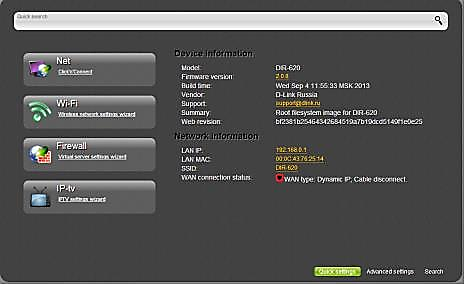 Quick search
Net
Click'n'Connect
Wi-Fi
Wireless network settings wizard
Firewall
Virtual server settings wizard
IP-tv
IPTV settings wizard
Device information
Model: DIR-620
Firmware version: 2.0.8
Build time: Wed Sep 4 11:55:33 MSK 2013
Vendor: D-Link Russia
Support: support@dlink.ru
Summary: Root filesystem image for DIR-620
Web revision: bf2381b25464342684519a7b19dcd5149f1e9e25
Network information
LAN IP: 192.168.0.1
LAN MAC: 00:0C:43:76:25:14
SSID: DIR-620
WAN connection status: WAN type: Dynamic IP; Cable disconnect.
Quick settings Advanced settings Search